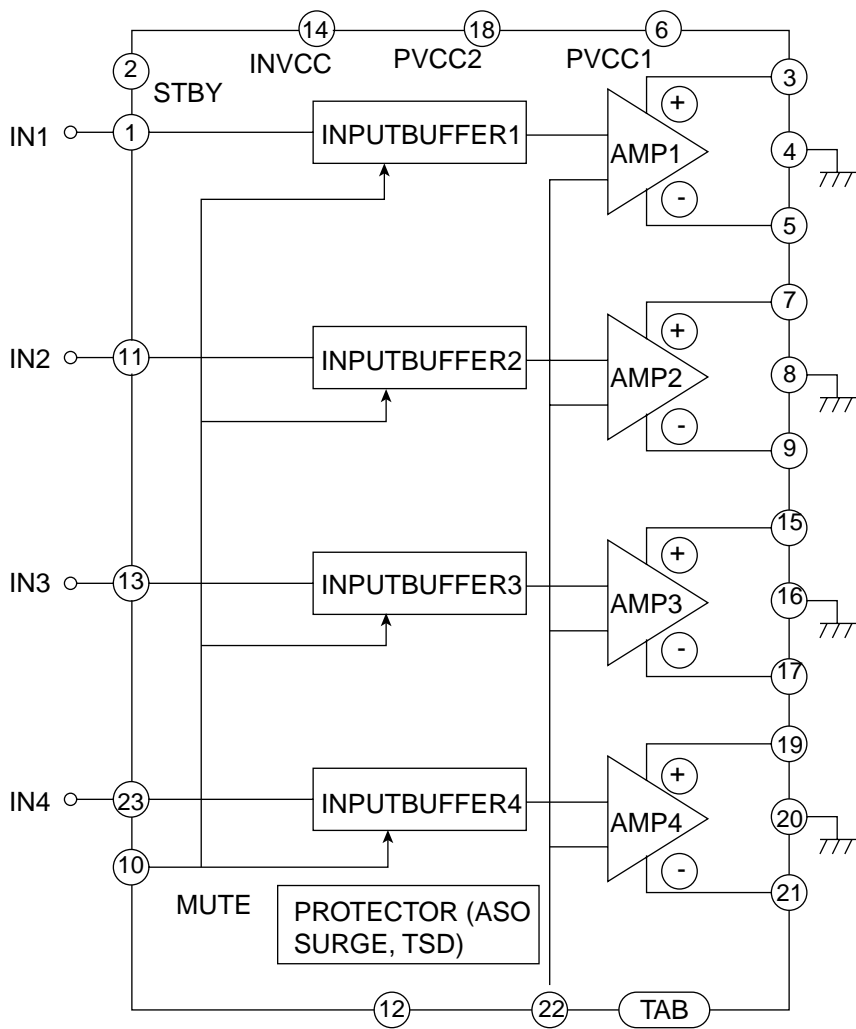 14
18
6
2
INVCC
PVCC2
PVCC1
3
STBY
+
IN1
1
INPUTBUFFER1
AMP1
4
-
5
7
+
IN2
11
INPUTBUFFER2
AMP2
8
-
9
15
+
IN3
13
INPUTBUFFER3
AMP3
16
-
17
19
+
IN4
23
INPUTBUFFER4
AMP4
20
10
-
21
MUTE
PROTECTOR (ASO
SURGE, TSD)
12
22
TAB